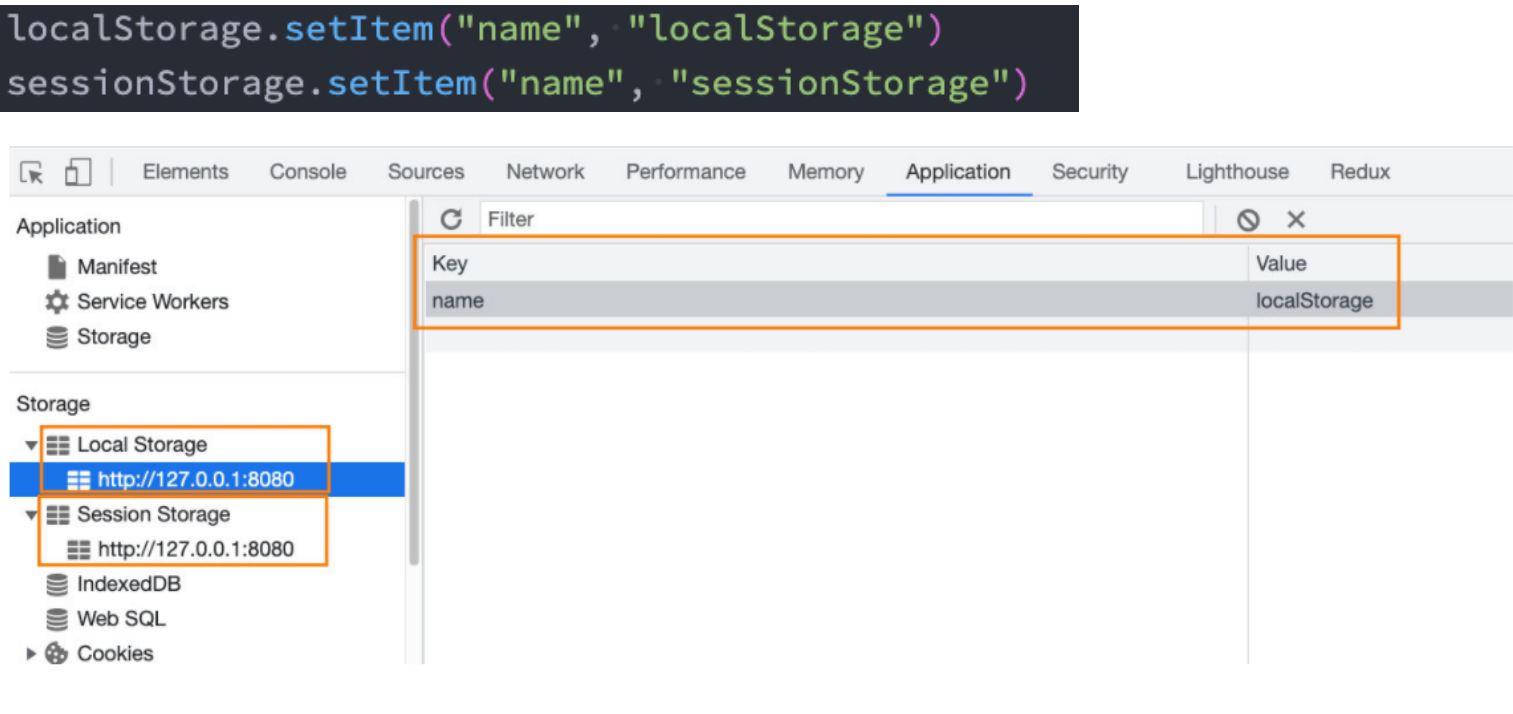 localStorage.setItem("name", "localStorage")
sessionStorage.setItem("name", "sessionStorage")
Elements Console Sources Network Performance Memory Application Security Lighthouse Redux
Application
Manifest
Service Workers
Storage
Storage
Local Storage
http://127.0.0.1:8080
Session Storage
http://127.0.0.1:8080
IndexedDB
Web SQL
Cookies
Filter
Key Value
name localStorage